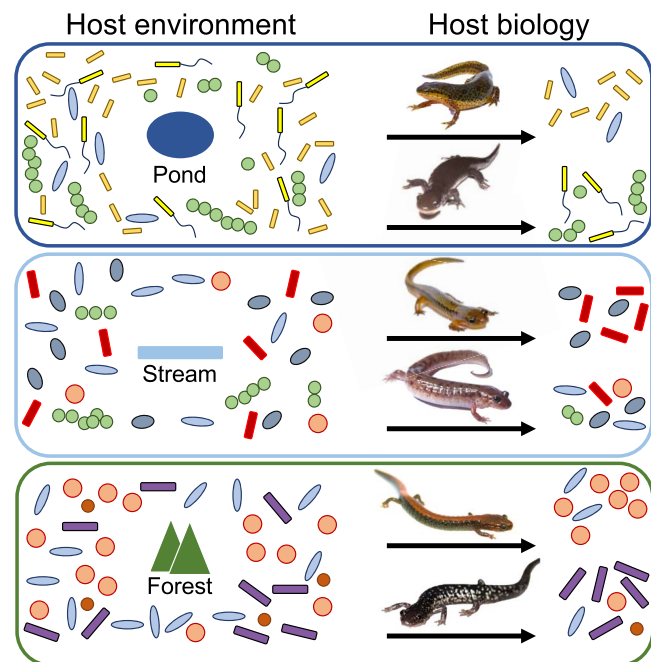 Host environment
Host biology
Pond
Stream
Forest